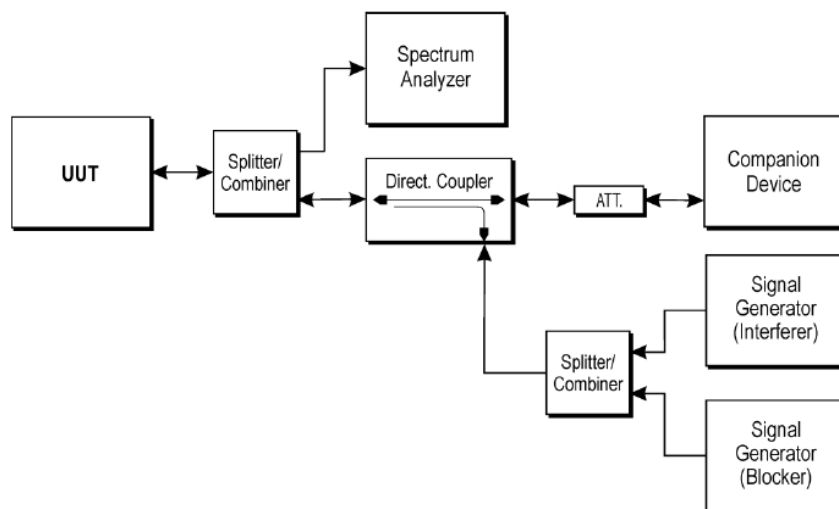 Spectrum
Analyzer
UUT
Splitter/
Combiner
Direct. Coupler
ATT.
Companion
Device
Signal
Generator
(Interferer)
Splitter/
Combiner
Signal
Generator
(Blocker)